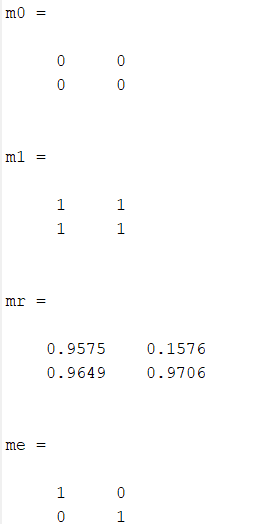 m0 =
0 0
0 0
m1 =
1 1
1 1
mr =
0.9575 0.1576
0.9649 0.9706
me =
1 0
0 1